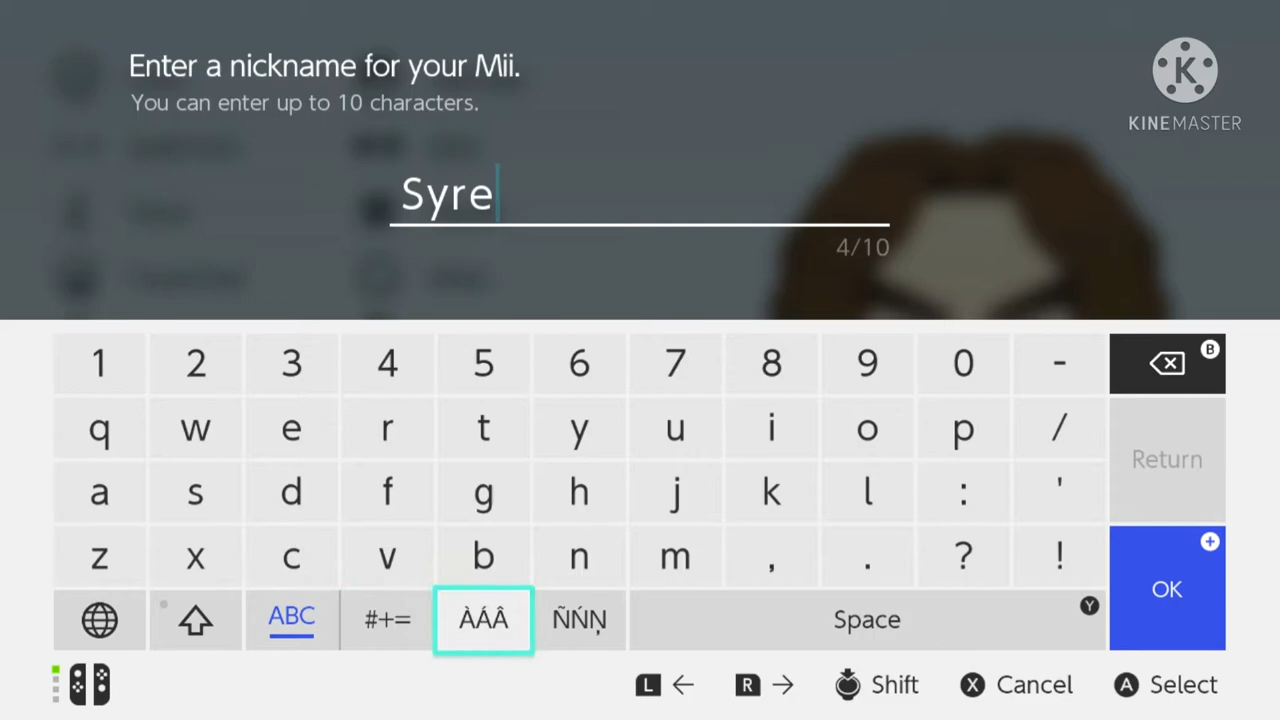 Enter a nickname for your Mii.
You can enter up to 10 characters.
K
KINEMASTER
Syre
4/10
1 2 3 4 5 6 7 8 9 0 - B
q w e r t y u i o p / Return
a s d f g h j k l : '
z x c v b n m , . ? ! + OK
ABC #+= ÀÁÂ ÑŃŅ Space Y
L ← R → Shift X Cancel A Select